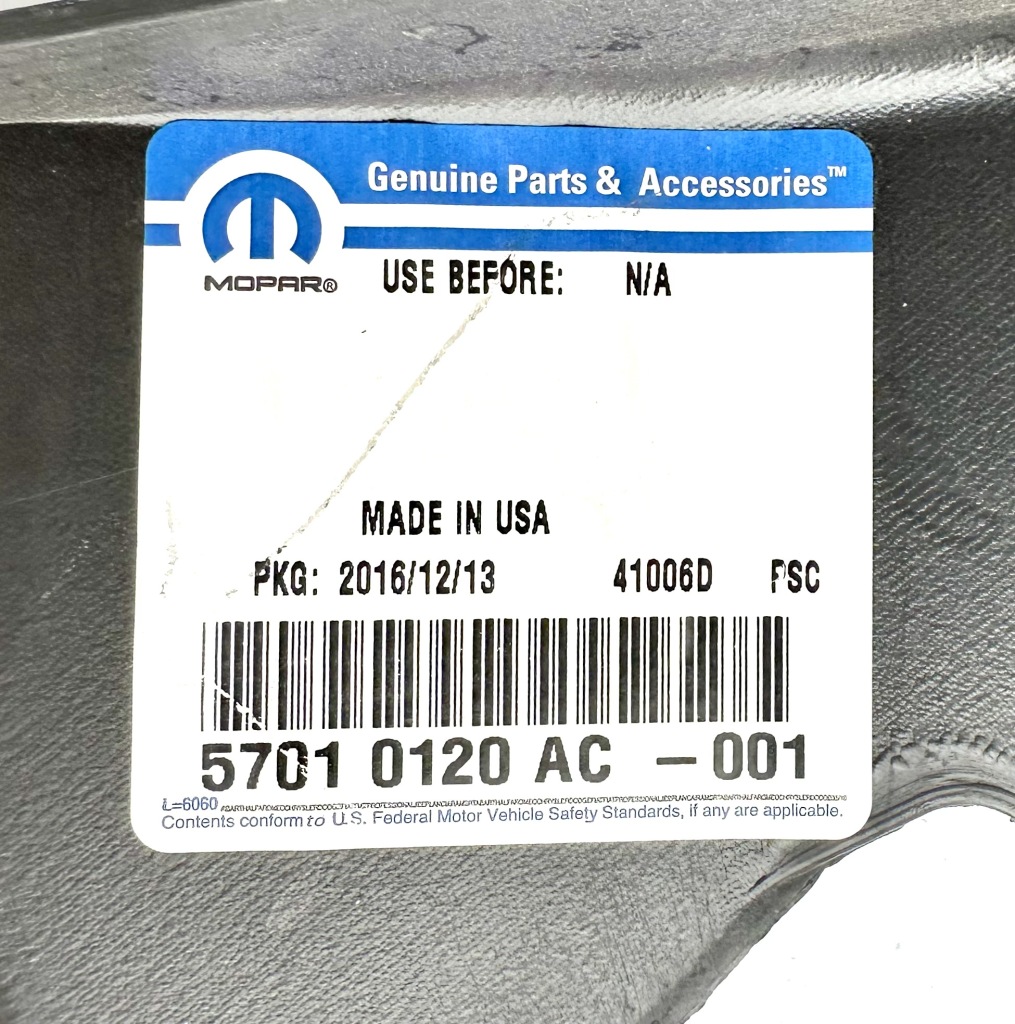 Genuine Parts & Accessories™
MOPAR®
USE BEFORE: N/A
MADE IN USA
PKG: 2016/12/13 41006D PSC
5701 0120 AC -001
L=6060
Contents conform to U.S. Federal Motor Vehicle Safety Standards, if any are applicable.